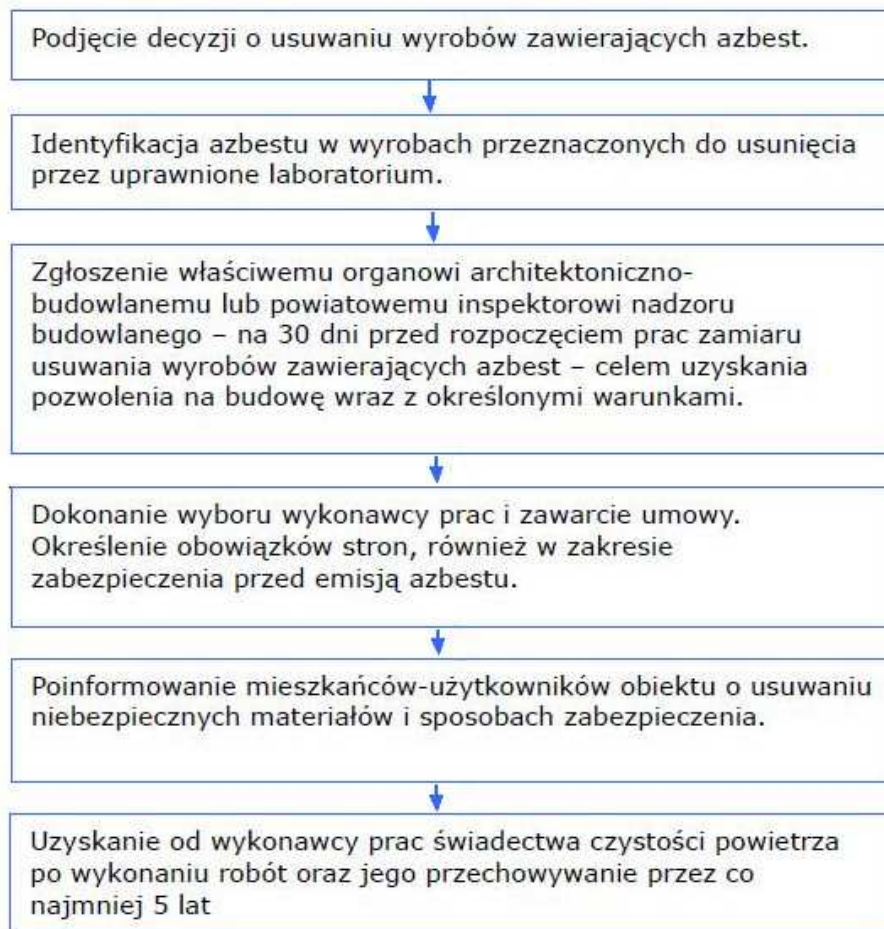 Podjęcie decyzji o usuwaniu wyrobów zawierających azbest.
Identyfikacja azbestu w wyrobach przeznaczonych do usunięcia
przez uprawnione laboratorium.
Zgłoszenie właściwemu organowi architektoniczno-
budowlanemu lub powiatowemu inspektorowi nadzoru
budowlanego – na 30 dni przed rozpoczęciem prac zamiaru
usuwania wyrobów zawierających azbest – celem uzyskania
pozwolenia na budowę wraz z określonymi warunkami.
Dokonanie wyboru wykonawcy prac i zawarcie umowy.
Określenie obowiązków stron, również w zakresie
zabezpieczenia przed emisją azbestu.
Poinformowanie mieszkańców-użytkowników obiektu o usuwaniu
niebezpiecznych materiałów i sposobach zabezpieczenia.
Uzyskanie od wykonawcy prac świadectwa czystości powietrza
po wykonaniu robót oraz jego przechowywanie przez co
najmniej 5 lat